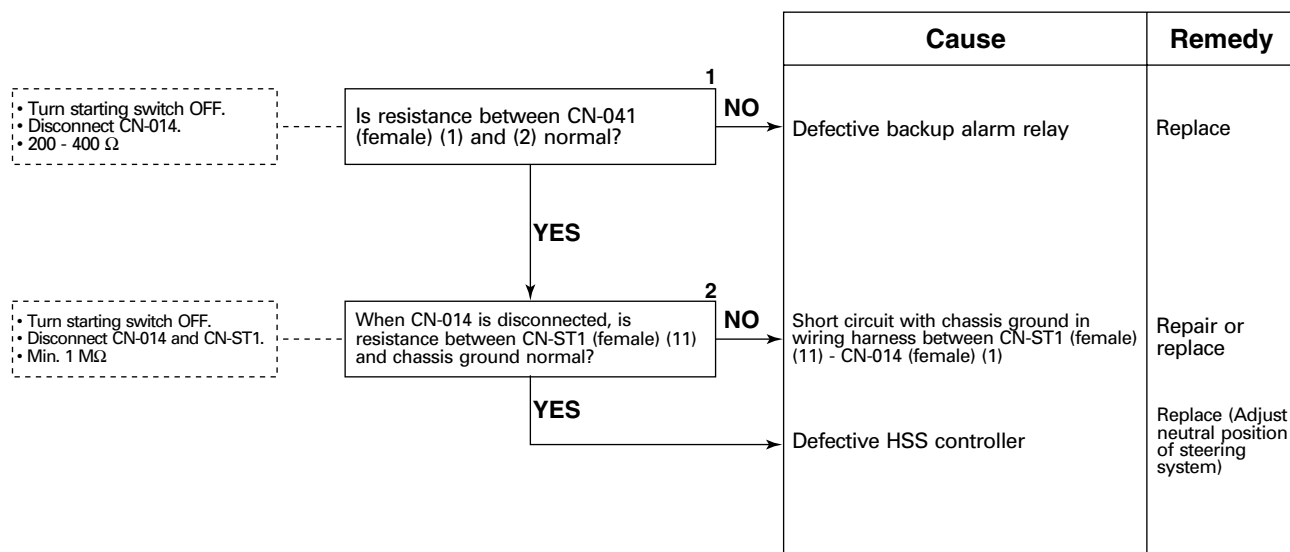 Cause
Remedy
1
• Turn starting switch OFF.
• Disconnect CN-014.
• 200 - 400 Ω
Is resistance between CN-041
(female) (1) and (2) normal?
NO
Defective backup alarm relay
Replace
YES
2
• Turn starting switch OFF.
• Disconnect CN-014 and CN-ST1.
• Min. 1 MΩ
When CN-014 is disconnected, is
resistance between CN-ST1 (female) (11)
and chassis ground normal?
NO
Short circuit with chassis ground in
wiring harness between CN-ST1 (female)
(11) - CN-014 (female) (1)
Repair or
replace
YES
Defective HSS controller
Replace (Adjust
neutral position
of steering
system)